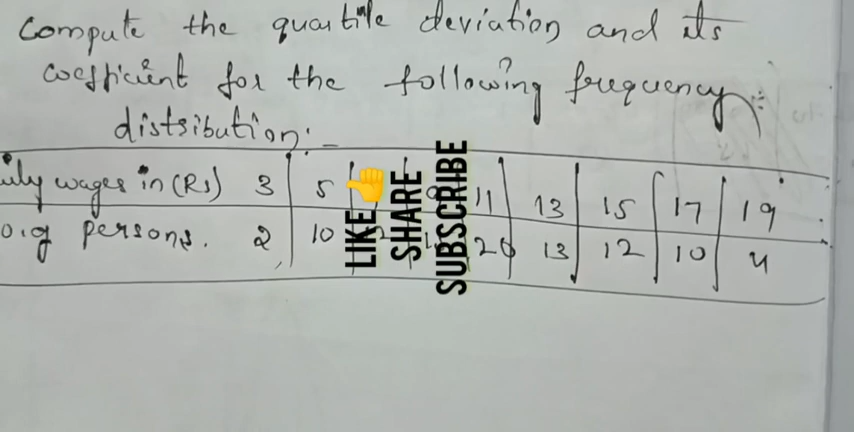 Compute the quartile deviation and its
coefficient for the following frequency
distribution:-
wages in (Rs) 3 5 11 13 15 17 19
persons. 2 10 13 12 10 4
LIKE
SHARE
SUBSCRIBE